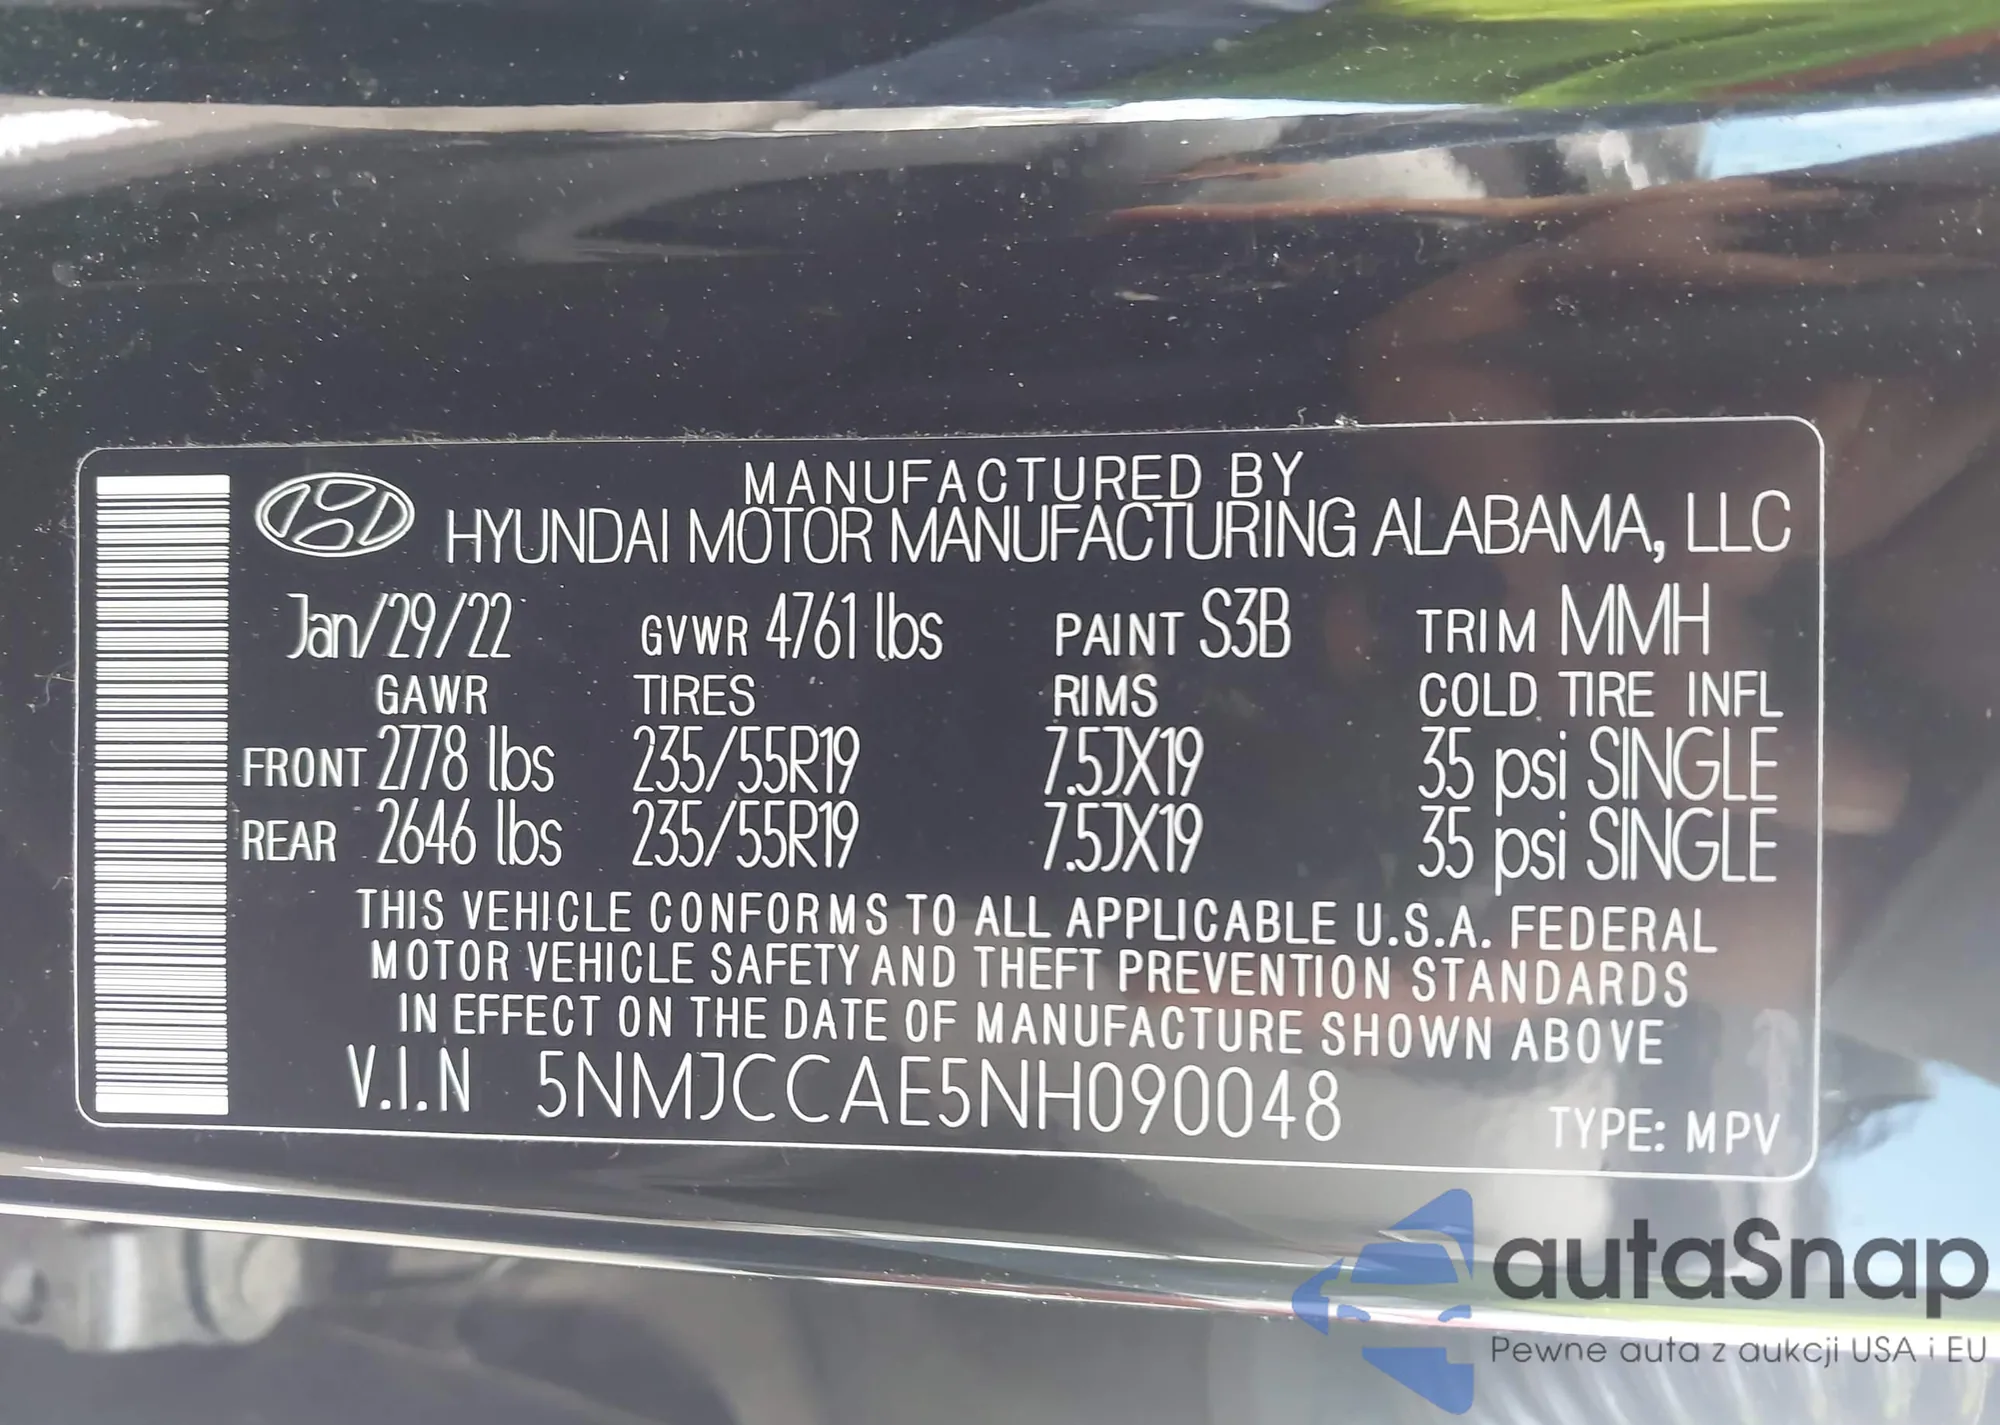 MANUFACTURED BY
HYUNDAI MOTOR MANUFACTURING ALABAMA, LLC
Jan/29/22 GVWR 4761 lbs PAINT S3B TRIM MMH
GAWR TIRES RIMS COLD TIRE INFL
FRONT 2778 lbs 235/55R19 7.5JX19 35 psi SINGLE
REAR 2646 lbs 235/55R19 7.5JX19 35 psi SINGLE
THIS VEHICLE CONFORMS TO ALL APPLICABLE U.S.A. FEDERAL
MOTOR VEHICLE SAFETY AND THEFT PREVENTION STANDARDS
IN EFFECT ON THE DATE OF MANUFACTURE SHOWN ABOVE
V.I.N 5NMJCCAE5NH090048 TYPE: MPV
autaSnap
Pewne auta z aukcji USA i EU